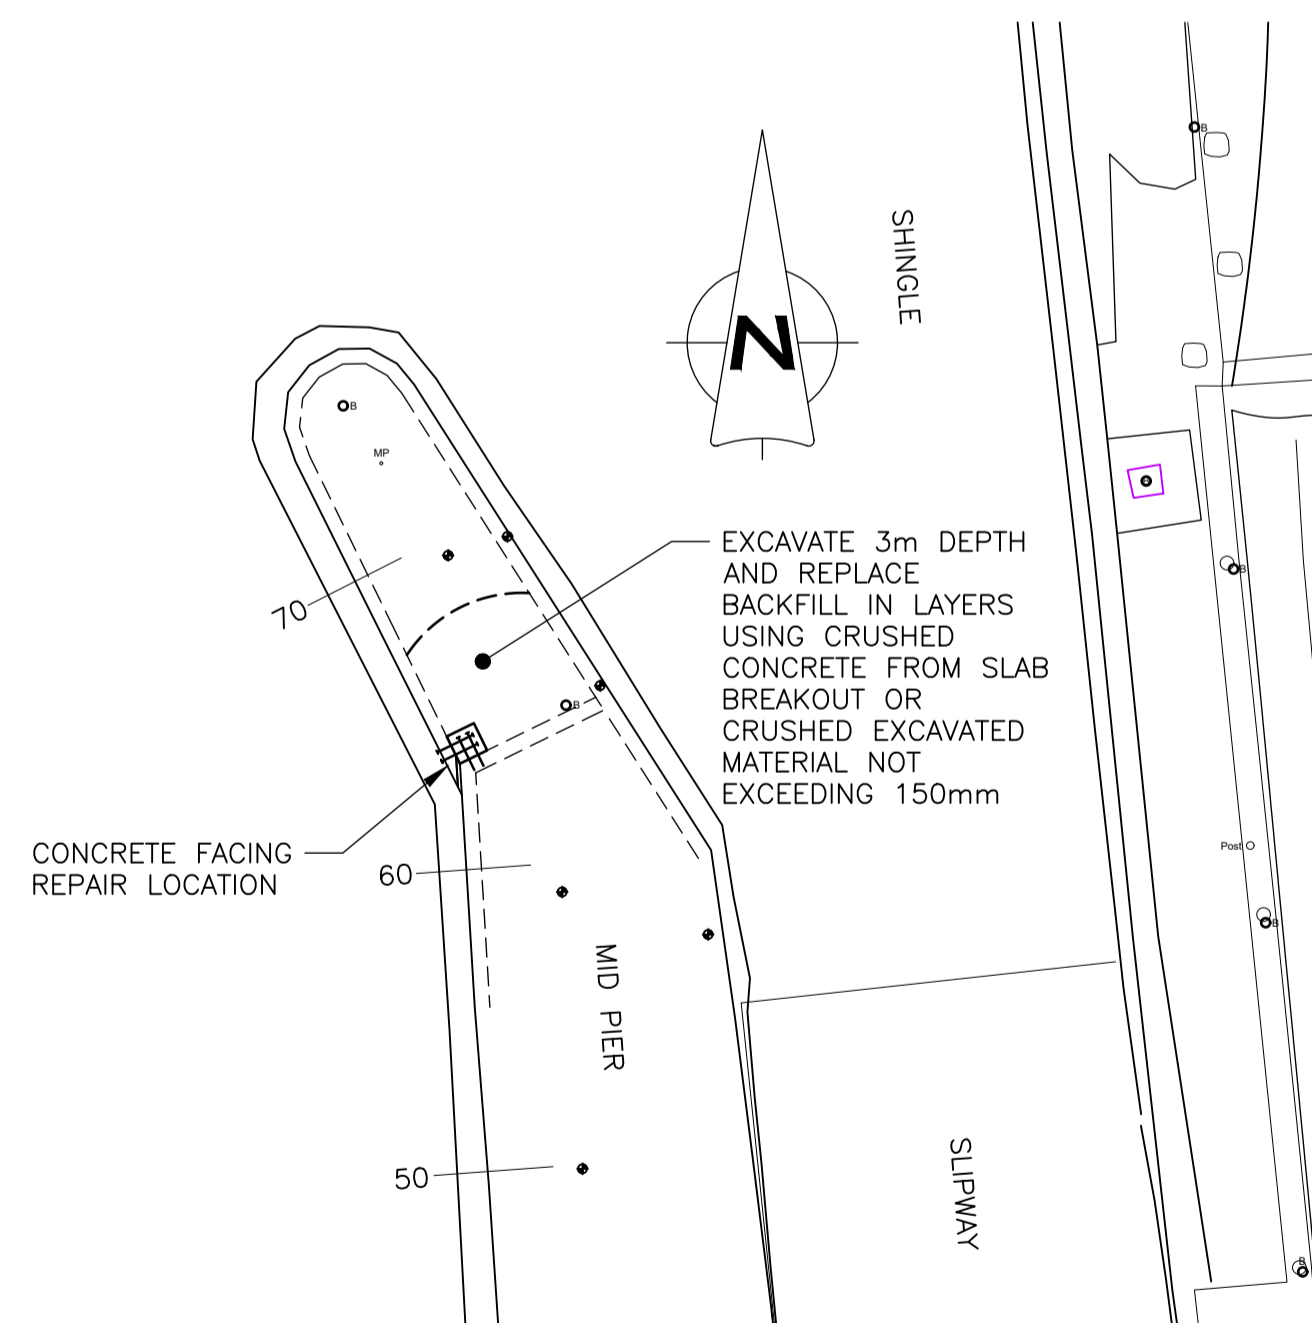 B
SHINGLE
N
B
MP
EXCAVATE 3m DEPTH
AND REPLACE
BACKFILL IN LAYERS
USING CRUSHED
CONCRETE FROM SLAB
BREAKOUT OR
CRUSHED EXCAVATED
MATERIAL NOT
EXCEEDING 150mm
B
70
B
CONCRETE FACING
REPAIR LOCATION
Post
60
B
MID PIER
50
SLIPWAY
B